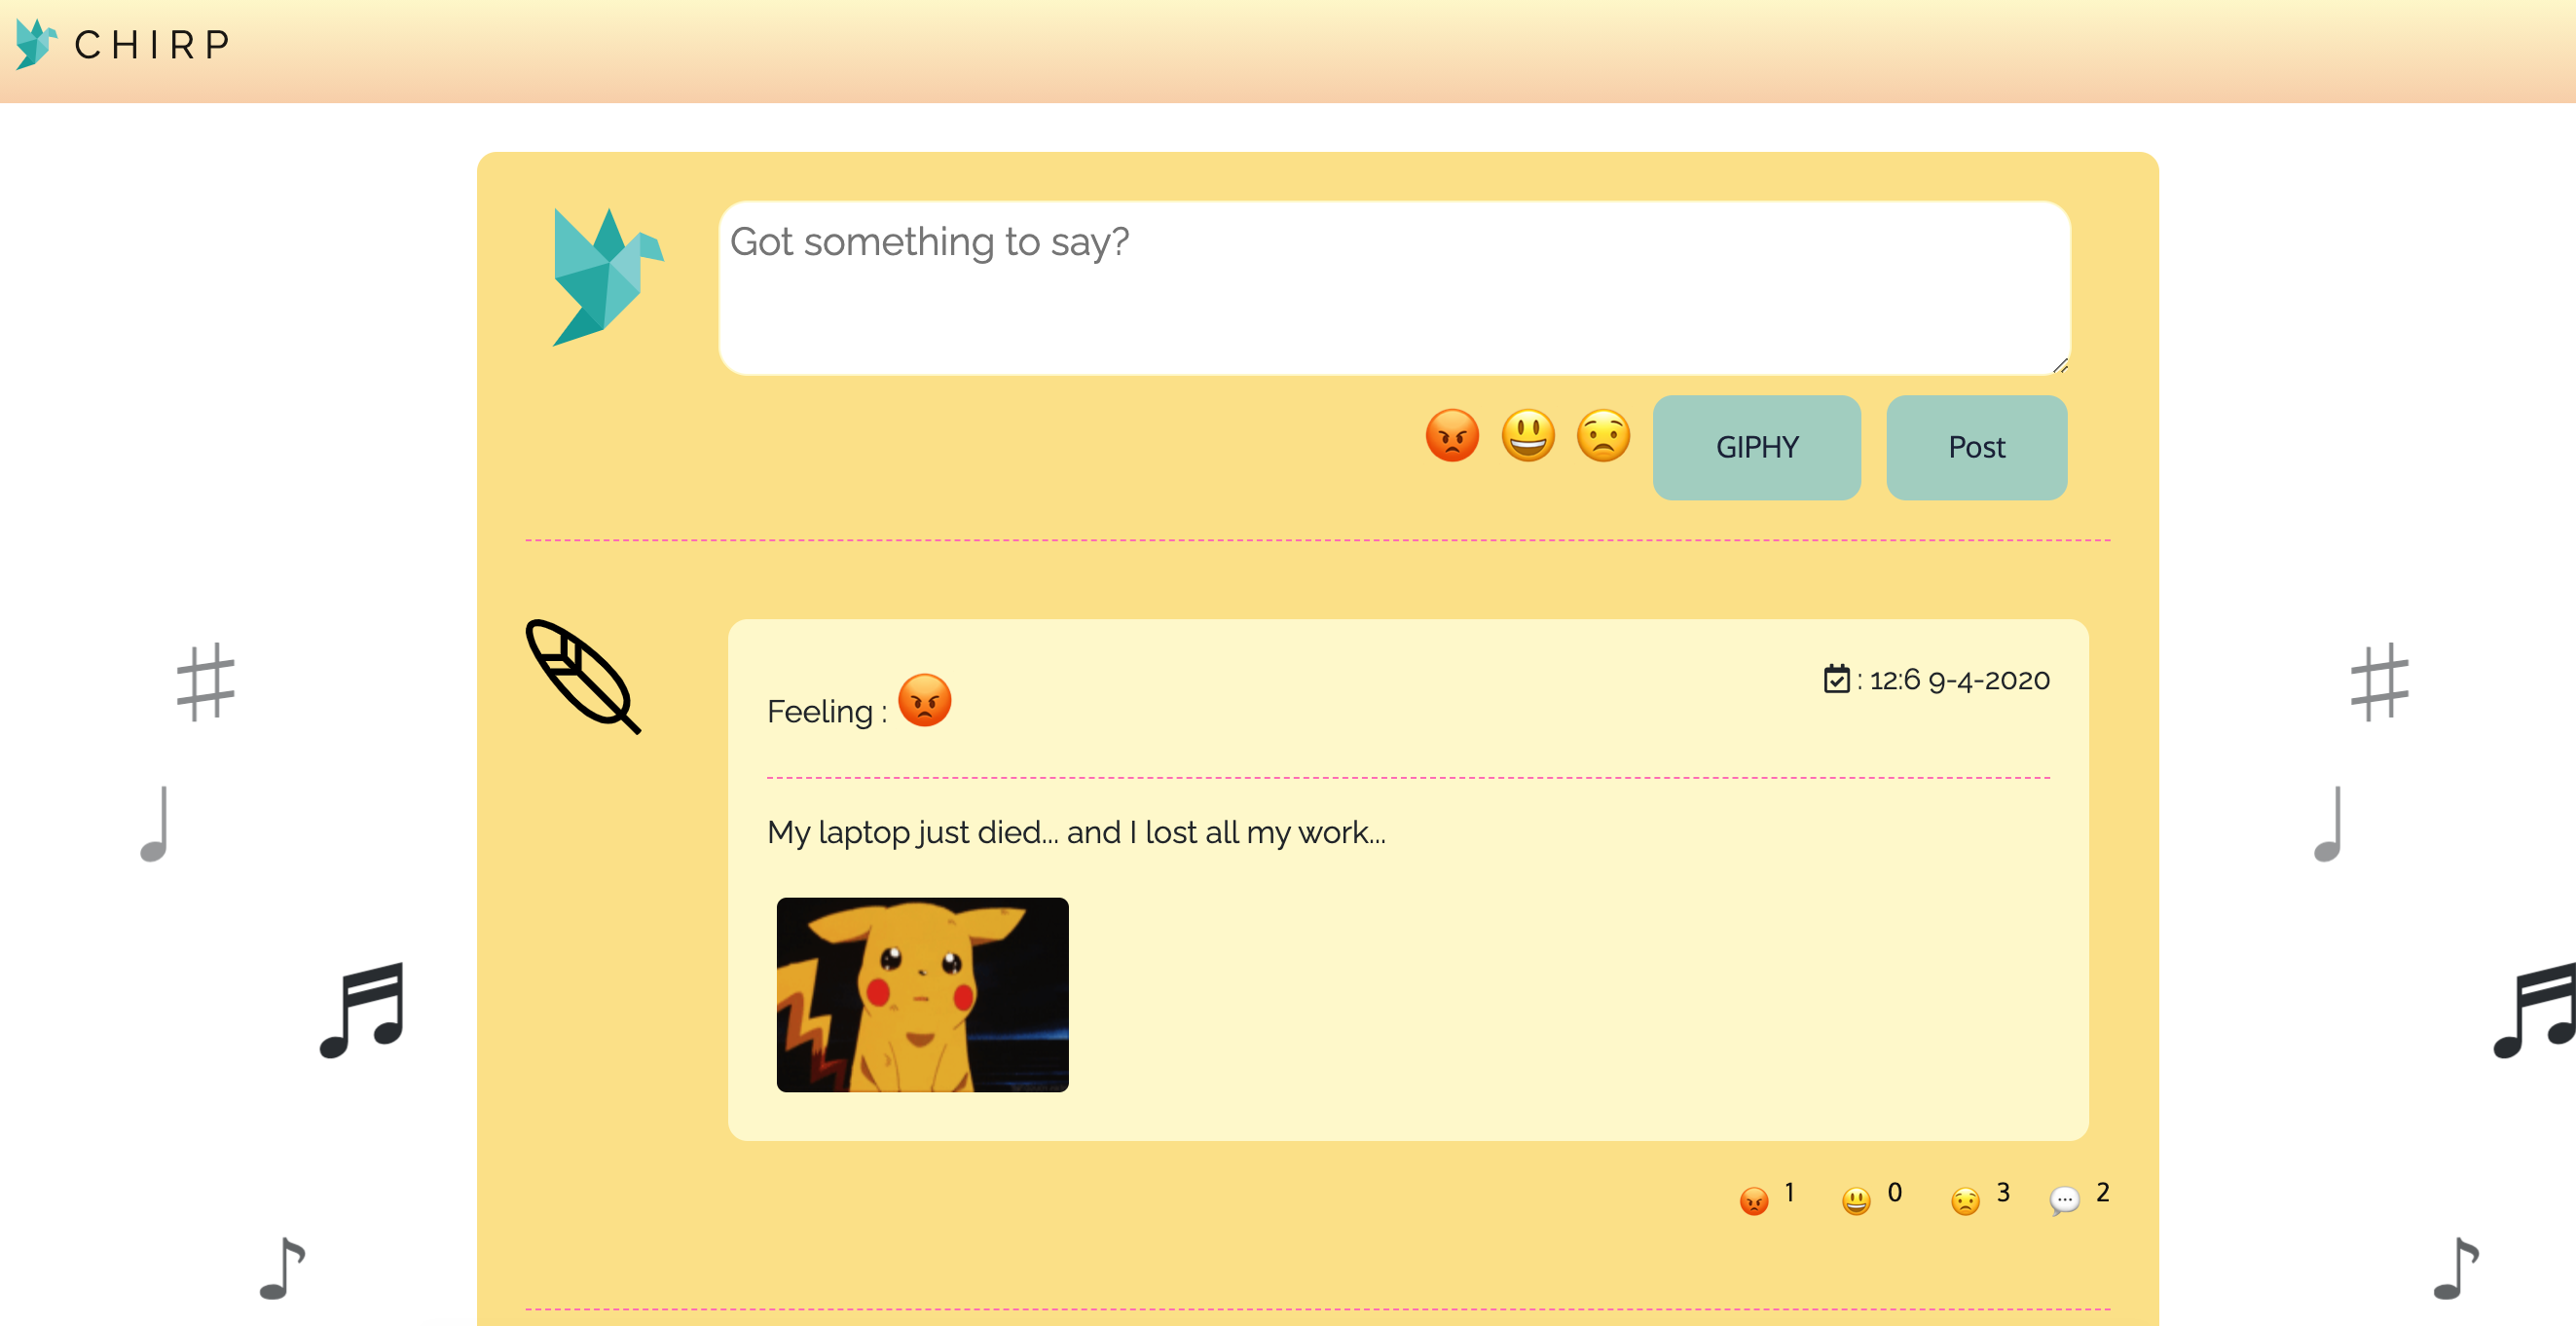 CHIRP
Got something to say?
GIPHY
Post
Feeling : 😡
: 12:6 9-4-2020
My laptop just died... and I lost all my work...
😡 1 😃 0 😟 3 💬 2